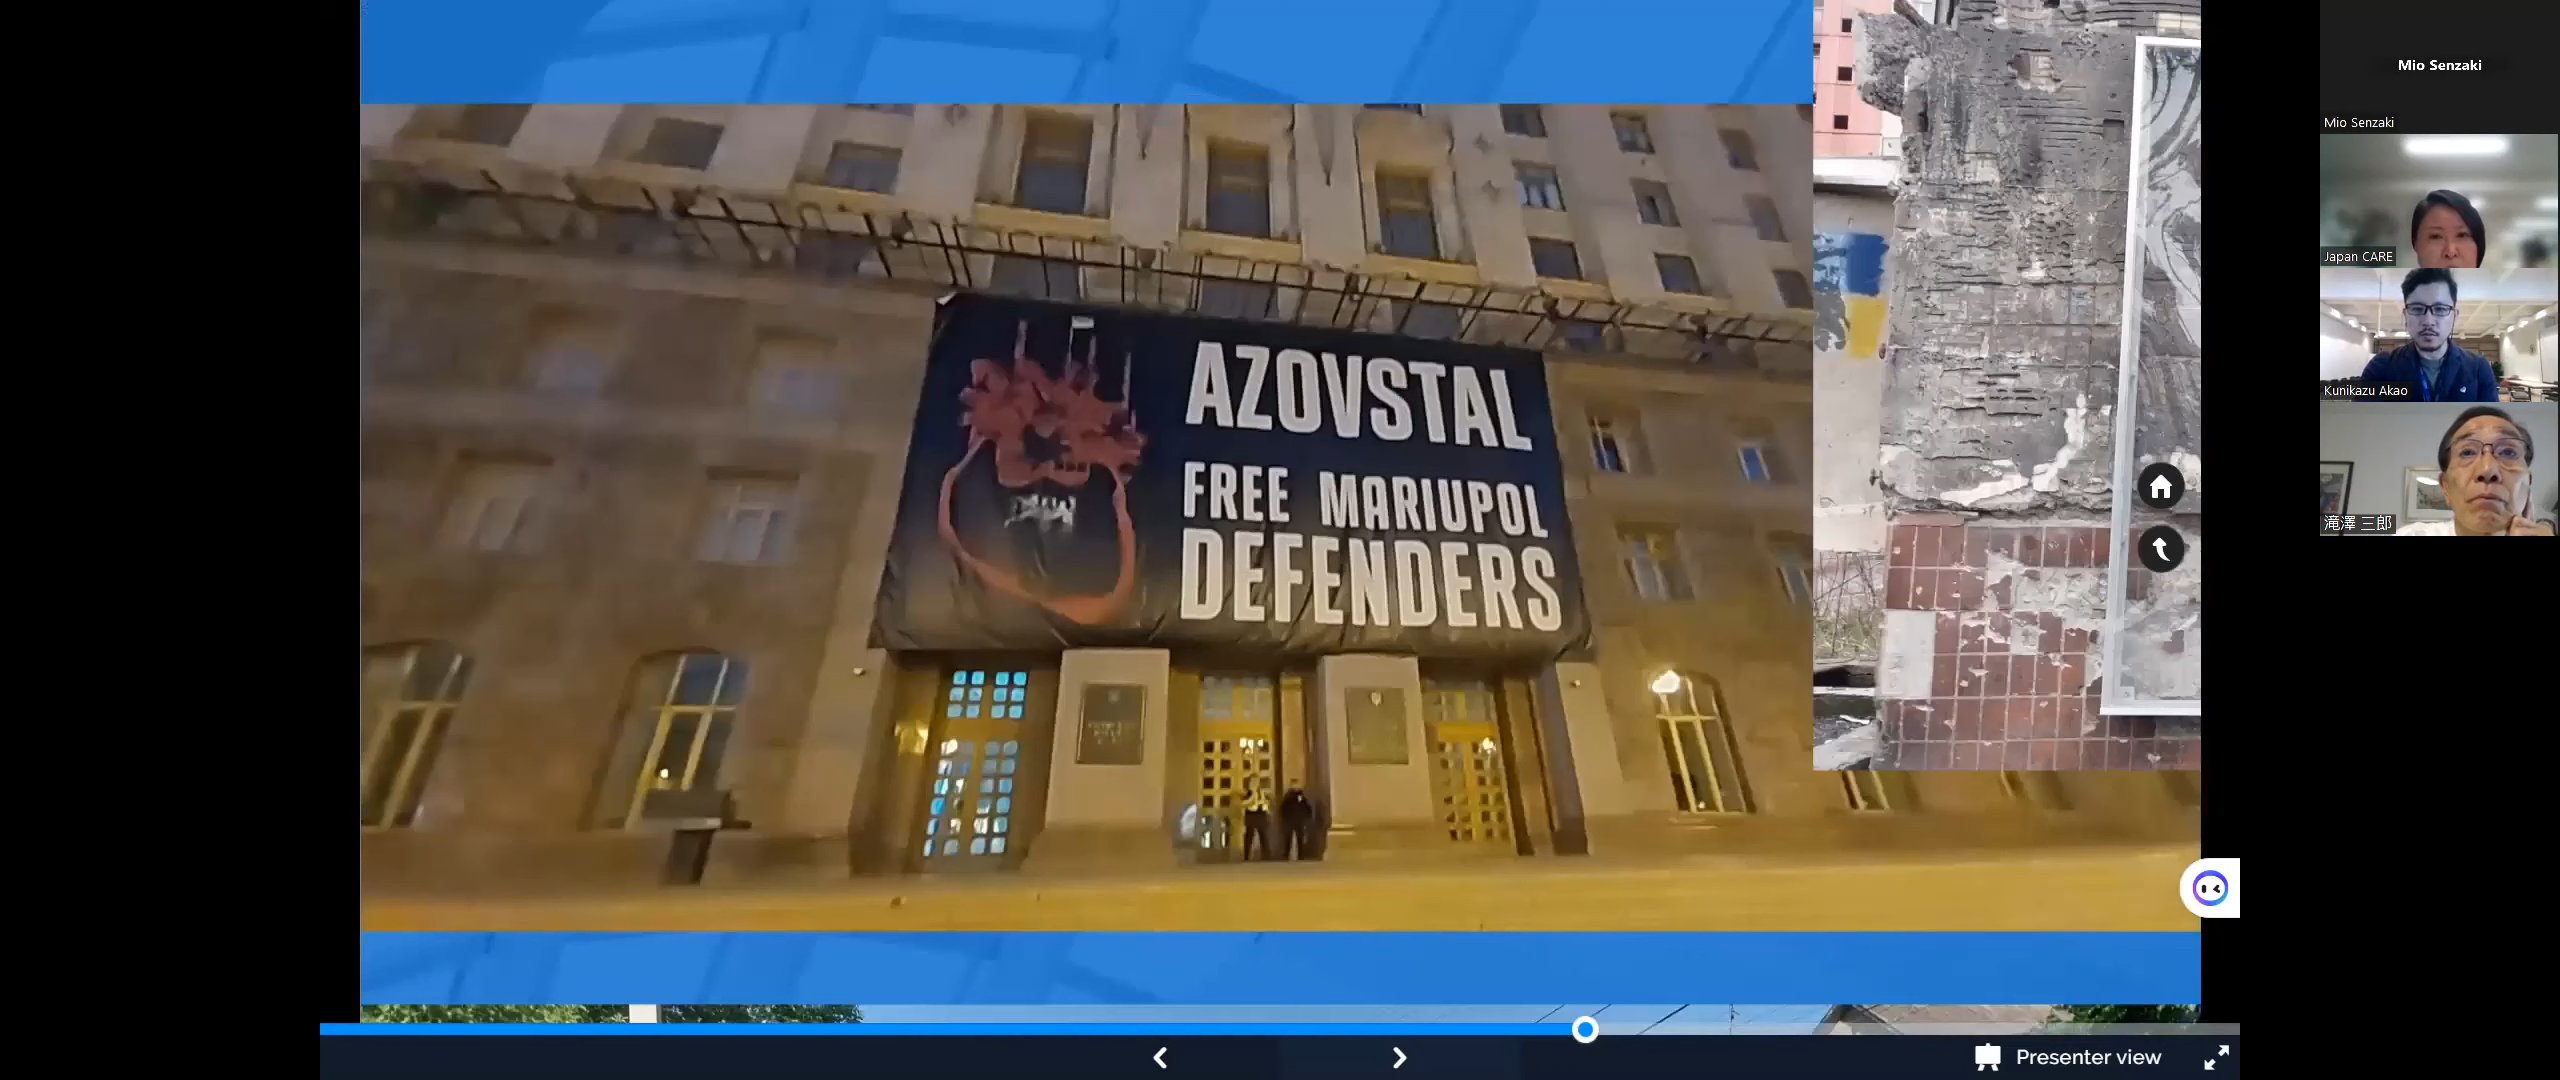 AZOVSTAL
FREE MARIUPOL
DEFENDERS
Mio Senzaki
Mio Senzaki
Japan CARE
Kunikazu Akao
滝澤 三郎
Presenter view